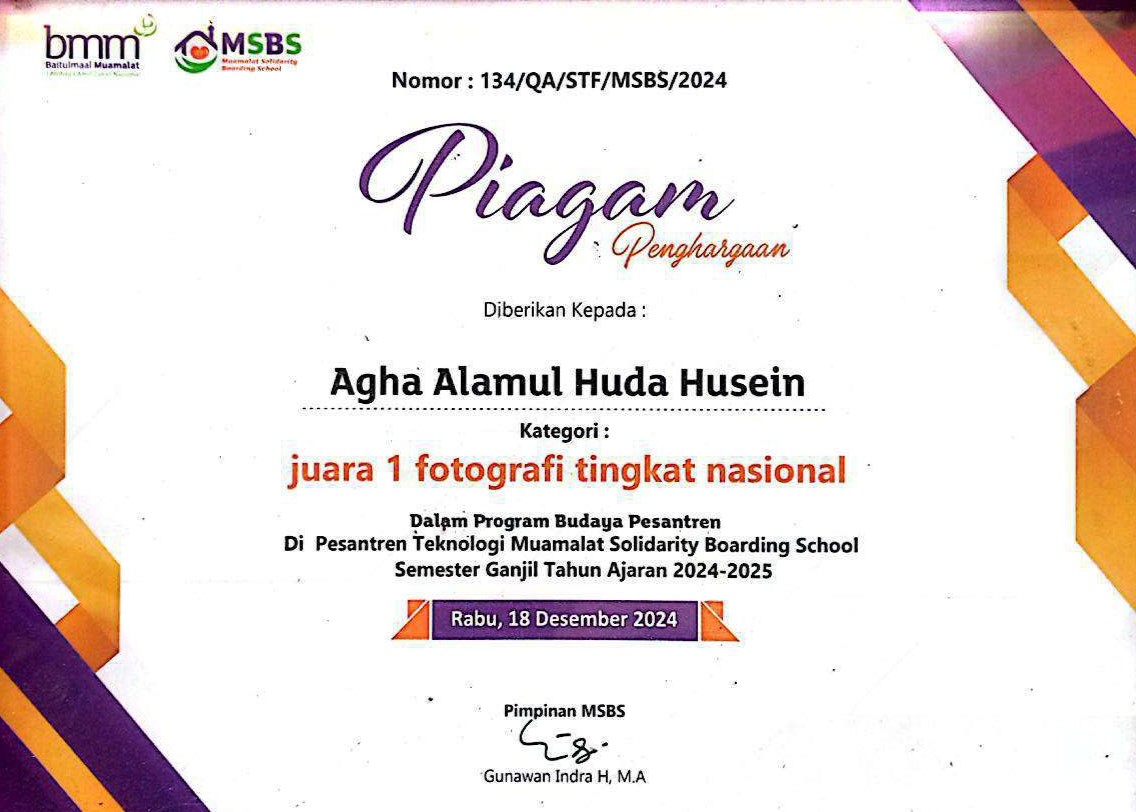 bmm
Baitulmaal Muamalat
MSBS
Muamalat Solidarity
Boarding School
Nomor : 134/QA/STF/MSBS/2024
Piagam
Penghargaan
Diberikan Kepada :
Agha Alamul Huda Husein
Kategori :
juara 1 fotografi tingkat nasional
Dalam Program Budaya Pesantren
Di Pesantren Teknologi Muamalat Solidarity Boarding School
Semester Ganjil Tahun Ajaran 2024-2025
Rabu, 18 Desember 2024
Pimpinan MSBS
Gunawan Indra H, M.A